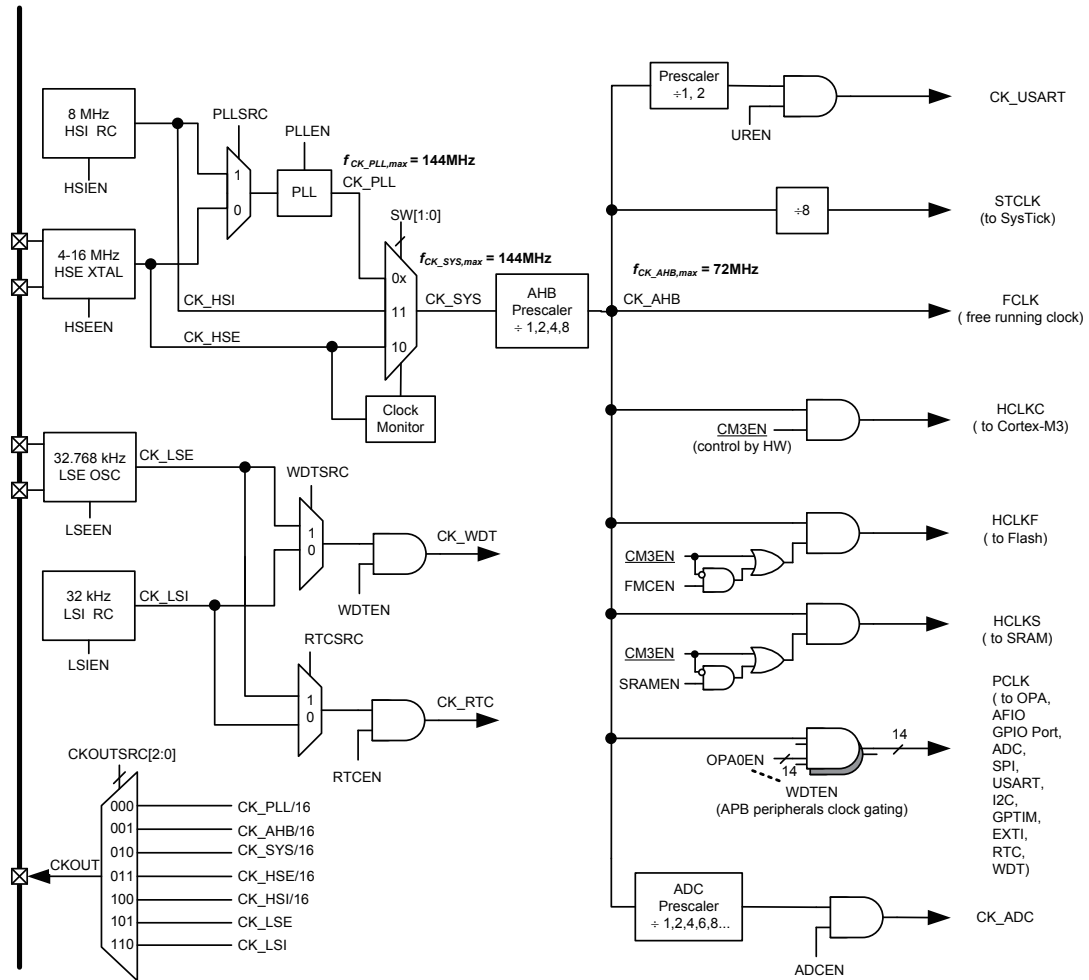 8 MHz
HSI RC
HSIEN
PLLSRC
1
0
PLLEN
PLL
fCK_PLL,max = 144MHz
CK_PLL
4-16 MHz
HSE XTAL
HSEEN
CK_HSI
CK_HSE
SW[1:0]
0x
11
10
fCK_SYS,max = 144MHz
CK_SYS
Clock
Monitor
AHB
Prescaler
÷ 1,2,4,8
fCK_AHB,max = 72MHz
CK_AHB
32.768 kHz
LSE OSC
LSEEN
CK_LSE
WDTSRC
1
0
CK_WDT
WDTEN
32 kHz
LSI RC
LSIEN
CK_LSI
RTCSRC
1
0
CK_RTC
RTCEN
CKOUTSRC[2:0]
CKOUT
000 CK_PLL/16
001 CK_AHB/16
010 CK_SYS/16
011 CK_HSE/16
100 CK_HSI/16
101 CK_LSE
110 CK_LSI
Prescaler
÷1, 2
UREN
CK_USART
÷8
STCLK
(to SysTick)
FCLK
( free running clock)
CM3EN
(control by HW)
HCLKC
( to Cortex-M3)
CM3EN
FMCEN
HCLKF
( to Flash)
CM3EN
SRAMEN
HCLKS
( to SRAM)
OPA0EN
14
WDTEN
(APB peripherals clock gating)
14
PCLK
( to OPA,
AFIO
GPIO Port,
ADC,
SPI,
USART,
I2C,
GPTIM,
EXTI,
RTC,
WDT)
ADC
Prescaler
÷ 1,2,4,6,8...
ADCEN
CK_ADC